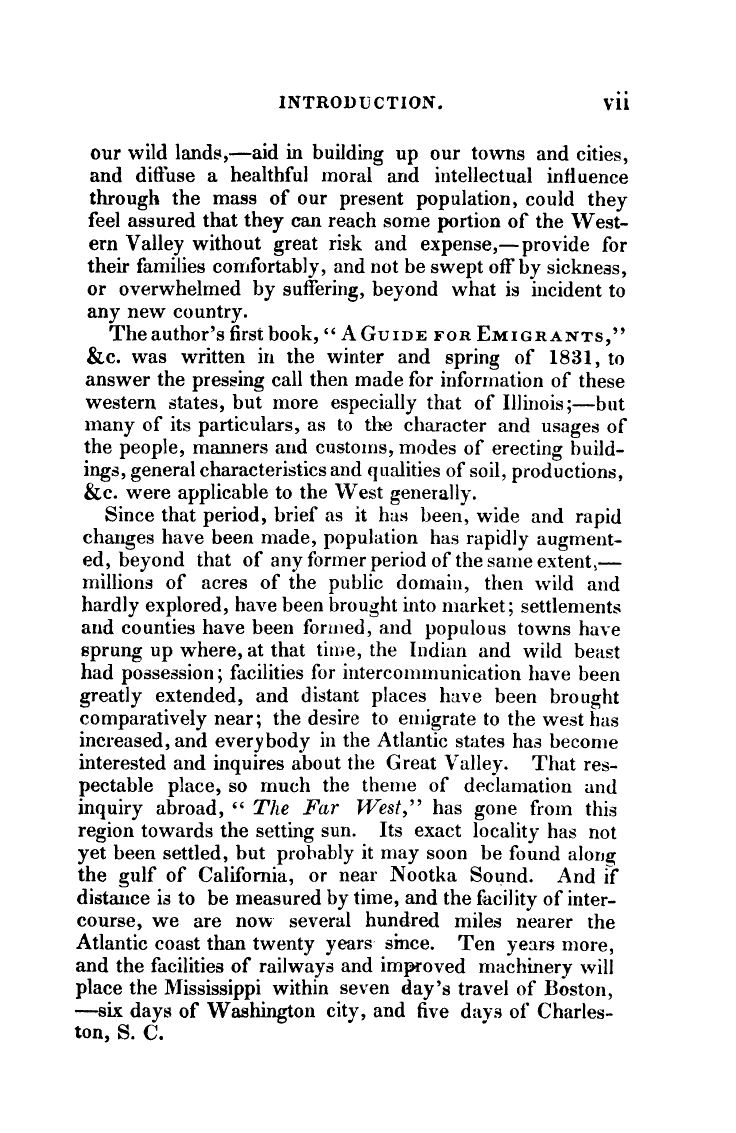 INTRODUCTION. vii
our wild lands,—aid in building up our towns and cities,
and diffuse a healthful moral and intellectual influence
through the mass of our present population, could they
feel assured that they can reach some portion of the West-
ern Valley without great risk and expense,—provide for
their families comfortably, and not be swept off by sickness,
or overwhelmed by suffering, beyond what is incident to
any new country.
The author's first book, “ A GUIDE FOR EMIGRANTS,”
&c. was written in the winter and spring of 1831, to
answer the pressing call then made for information of these
western states, but more especially that of Illinois;—but
many of its particulars, as to the character and usages of
the people, manners and customs, modes of erecting build-
ings, general characteristics and qualities of soil, productions,
&c. were applicable to the West generally.
Since that period, brief as it has been, wide and rapid
changes have been made, population has rapidly augment-
ed, beyond that of any former period of the same extent,—
millions of acres of the public domain, then wild and
hardly explored, have been brought into market; settlements
and counties have been formed, and populous towns have
sprung up where, at that time, the Indian and wild beast
had possession; facilities for intercommunication have been
greatly extended, and distant places have been brought
comparatively near; the desire to emigrate to the west has
increased, and everybody in the Atlantic states has become
interested and inquires about the Great Valley. That res-
pectable place, so much the theme of declamation and
inquiry abroad, “ The Far West,” has gone from this
region towards the setting sun. Its exact locality has not
yet been settled, but probably it may soon be found along
the gulf of California, or near Nootka Sound. And if
distance is to be measured by time, and the facility of inter-
course, we are now several hundred miles nearer the
Atlantic coast than twenty years since. Ten years more,
and the facilities of railways and improved machinery will
place the Mississippi within seven day's travel of Boston,
—six days of Washington city, and five days of Charles-
ton, S. C.